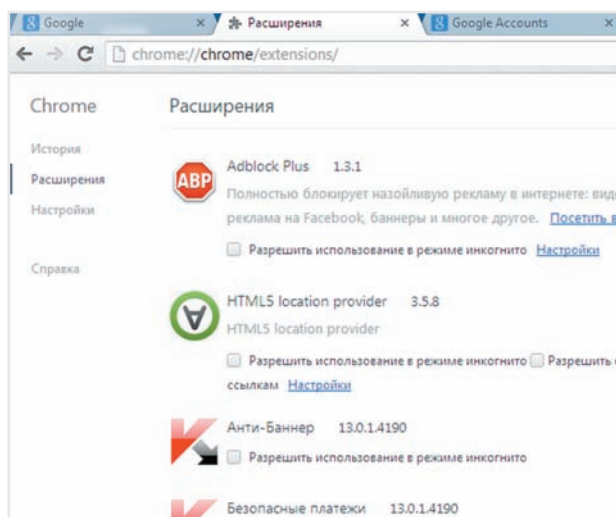 Google
Расширения
Google Accounts
chrome://chrome/extensions/
Chrome
Расширения
История
Расширения
Настройки
Справка
ABP
Adblock Plus 1.3.1
Полностью блокирует назойливую рекламу в интернете:
реклама на Facebook, баннеры и многое другое. Посетить
Разрешить использование в режиме инкогнито Настройки
HTML5 location provider 3.5.8
HTML5 location provider
Разрешить использование в режиме инкогнито Разрешить
ссылкам Настройки
Анти-Баннер 13.0.1.4190
Разрешить использование в режиме инкогнито
Безопасные платежи 13.0.1.4190